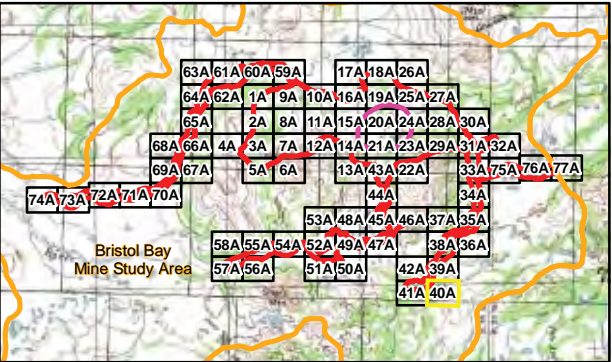 63A 61A 60A 59A 17A 18A 26A
64A 62A 1A 9A 10A 16A 19A 25A 27A
65A 2A 8A 11A 15A 20A 24A 28A 30A
68A 66A 4A 3A 7A 12A 14A 21A 23A 29A 31A 32A
69A 67A 5A 6A 13A 43A 22A 33A 75A 76A 77A
74A 73A 72A 71A 70A 44A 34A
53A 48A 45A 46A 37A 35A
58A 55A 54A 52A 49A 47A 38A 36A
Bristol Bay
Mine Study Area
57A 56A 51A 50A 42A 39A
41A 40A